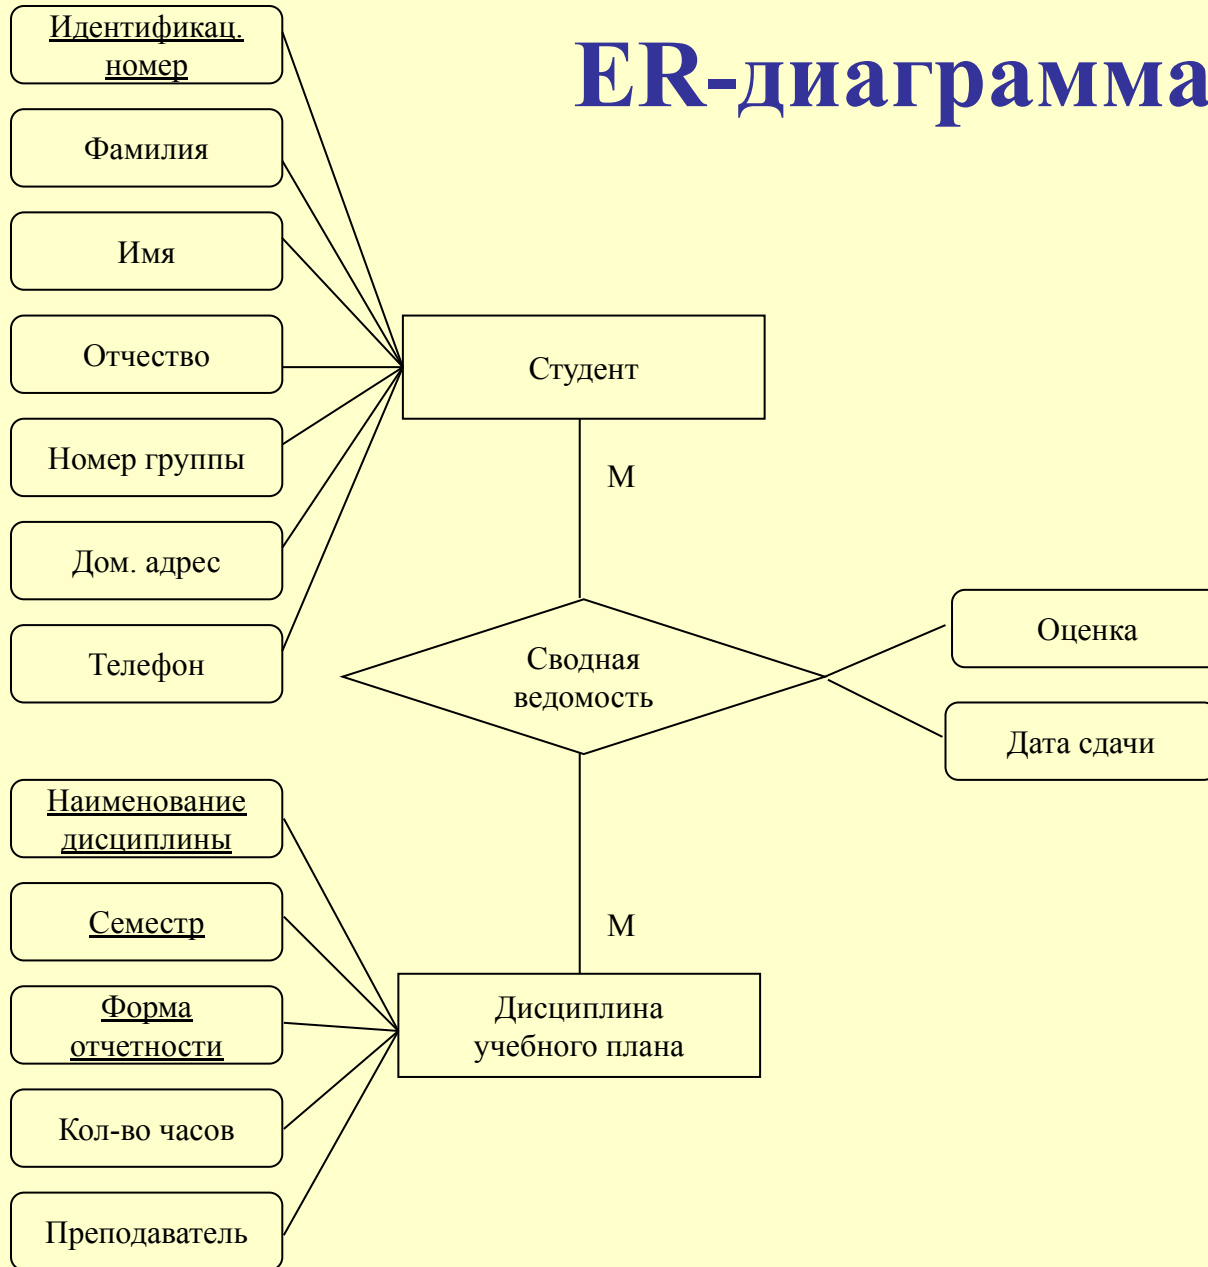 ER-диаграмма
Идентификац.
номер
Фамилия
Имя
Отчество
Номер группы
Дом. адрес
Телефон
Студент
М
Сводная
ведомость
Оценка
Дата сдачи
Наименование
дисциплины
Семестр
Форма
отчетности
Кол-во часов
Преподаватель
М
Дисциплина
учебного плана